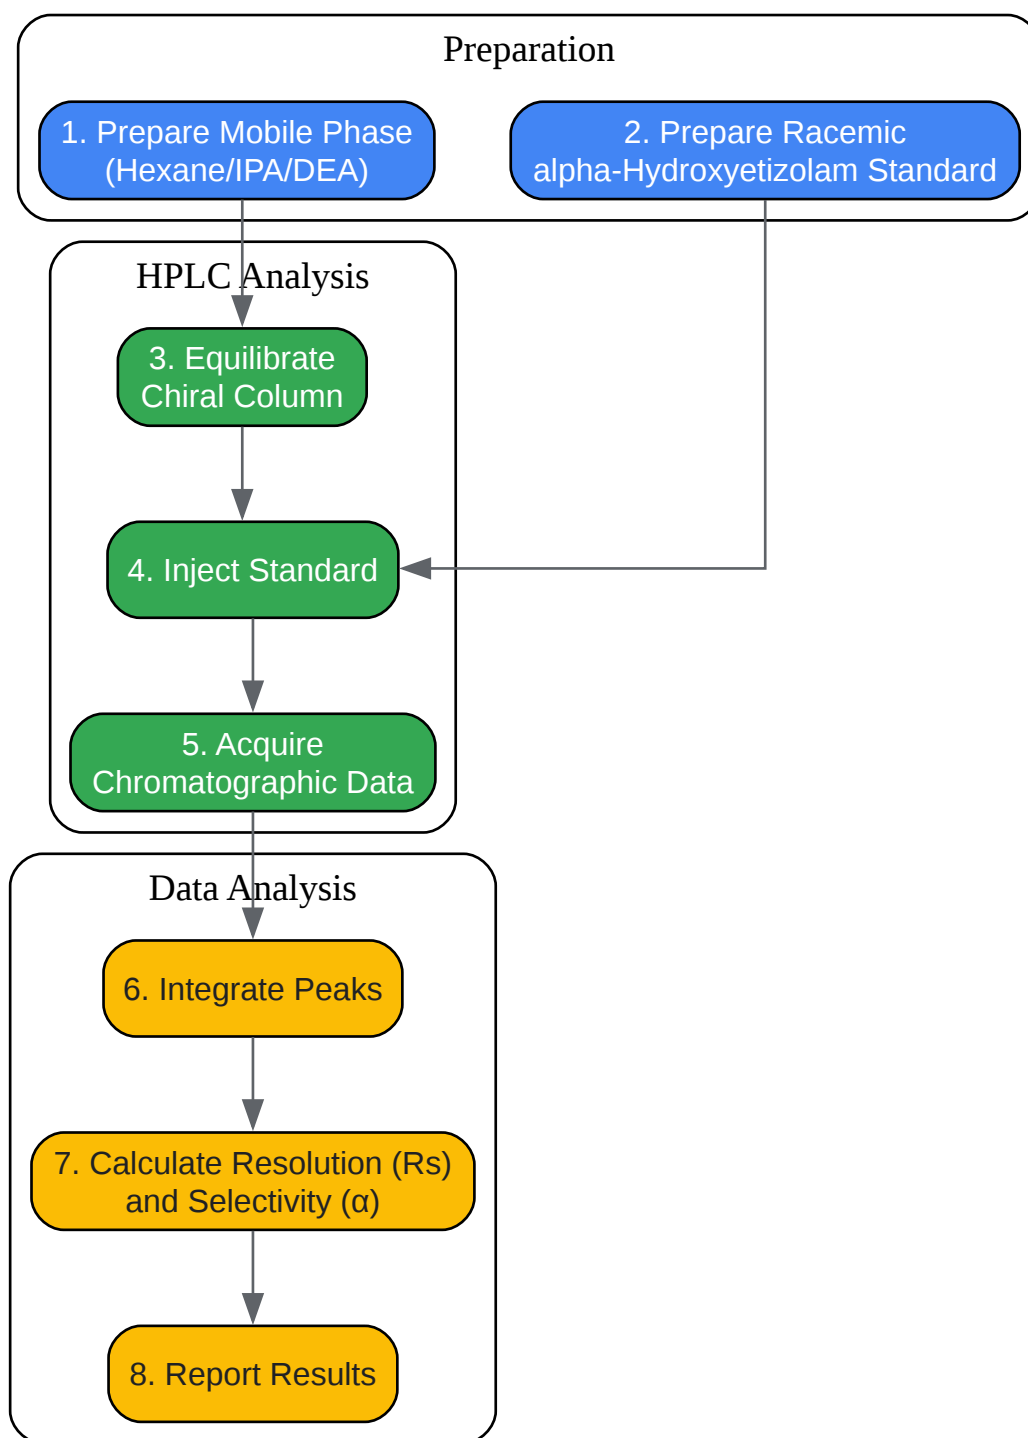 Preparation
1. Prepare Mobile Phase
(Hexane/IPA/DEA)
2. Prepare Racemic
alpha-Hydroxyetizolam Standard
HPLC Analysis
3. Equilibrate
Chiral Column
4. Inject Standard
5. Acquire
Chromatographic Data
Data Analysis
6. Integrate Peaks
7. Calculate Resolution (Rs)
and Selectivity (α)
8. Report Results